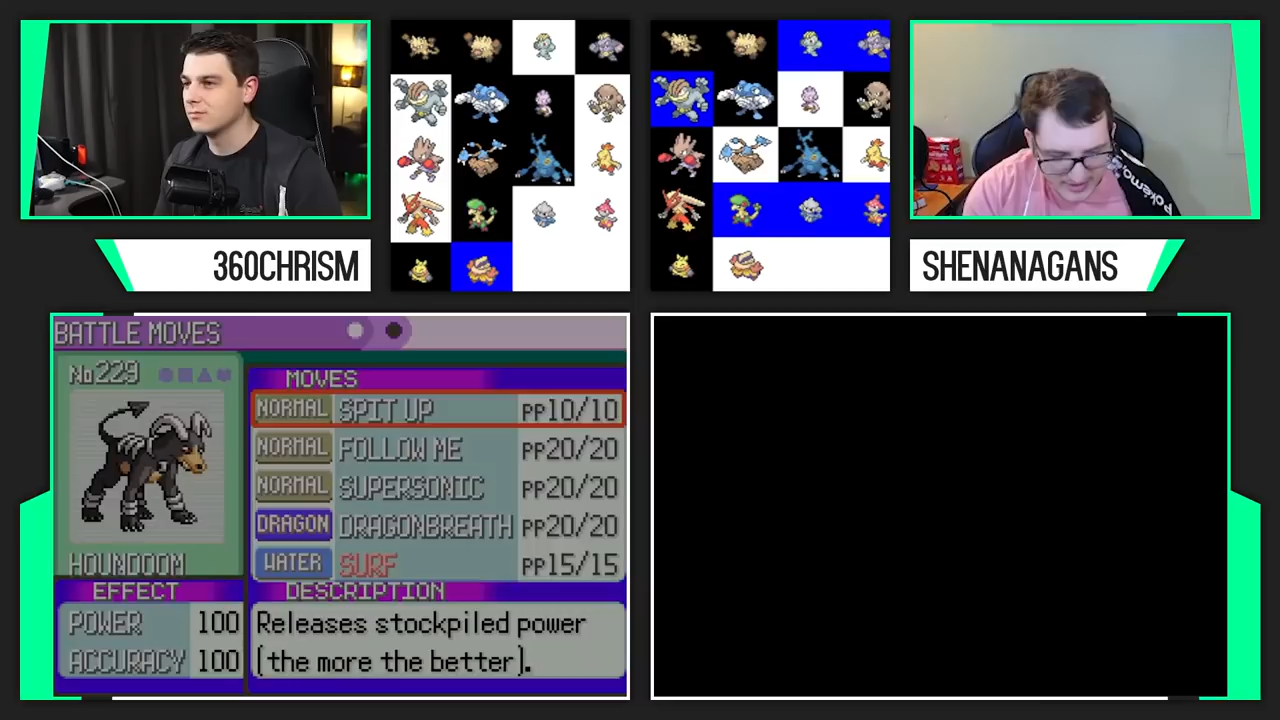 360CHRISM
SHENANAGANS
BATTLE MOVES
No229
HOUNDOOM
MOVES
NORMAL SPIT UP PP10/10
NORMAL FOLLOW ME PP20/20
NORMAL SUPERSONIC PP20/20
DRAGON DRAGONBREATH PP20/20
WATER SURF PP15/15
EFFECT
POWER 100
ACCURACY 100
DESCRIPTION
Releases stockpiled power
(the more the better).